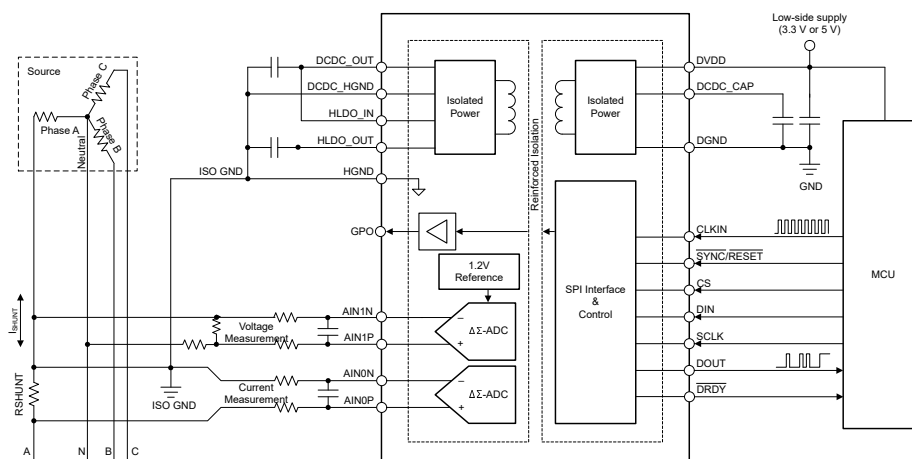 Source
Phase C
Phase A
Phase B
Neutral
I_SHUNT
RSHUNT
A
N
B
C
ISO GND
ISO GND
Voltage
Measurement
Current
Measurement
DCDC_OUT
DCDC_HGND
HLDO_IN
HLDO_OUT
HGND
GPO
AIN1N
AIN1P
AIN0N
AIN0P
Isolated
Power
Reinforced Isolation
Isolated
Power
1.2V
Reference
ΔΣ-ADC
ΔΣ-ADC
SPI Interface
&
Control
Low-side supply
(3.3 V or 5 V)
DVDD
DCDC_CAP
DGND
GND
CLKIN
SYNC/RESET
CS
DIN
SCLK
DOUT
DRDY
MCU